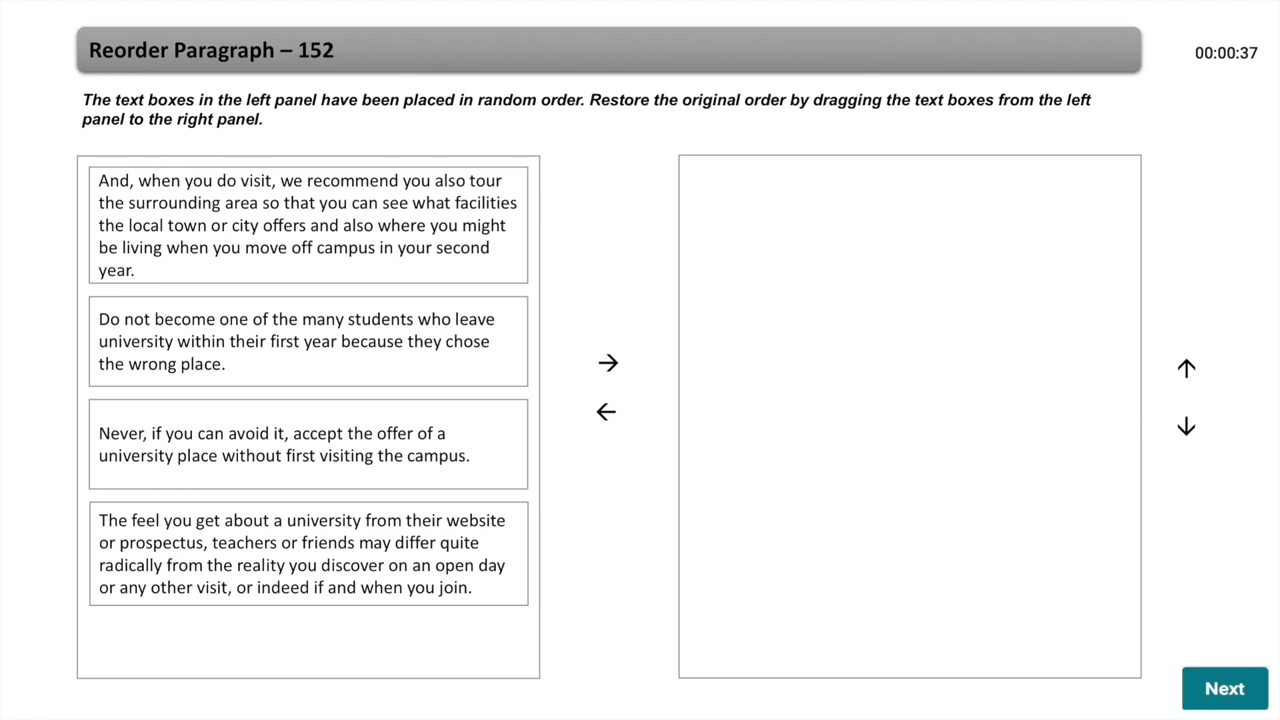 Reorder Paragraph – 152
00:00:37
The text boxes in the left panel have been placed in random order. Restore the original order by dragging the text boxes from the left
panel to the right panel.
And, when you do visit, we recommend you also tour
the surrounding area so that you can see what facilities
the local town or city offers and also where you might
be living when you move off campus in your second
year.
Do not become one of the many students who leave
university within their first year because they chose
the wrong place.
Never, if you can avoid it, accept the offer of a
university place without first visiting the campus.
The feel you get about a university from their website
or prospectus, teachers or friends may differ quite
radically from the reality you discover on an open day
or any other visit, or indeed if and when you join.
Next